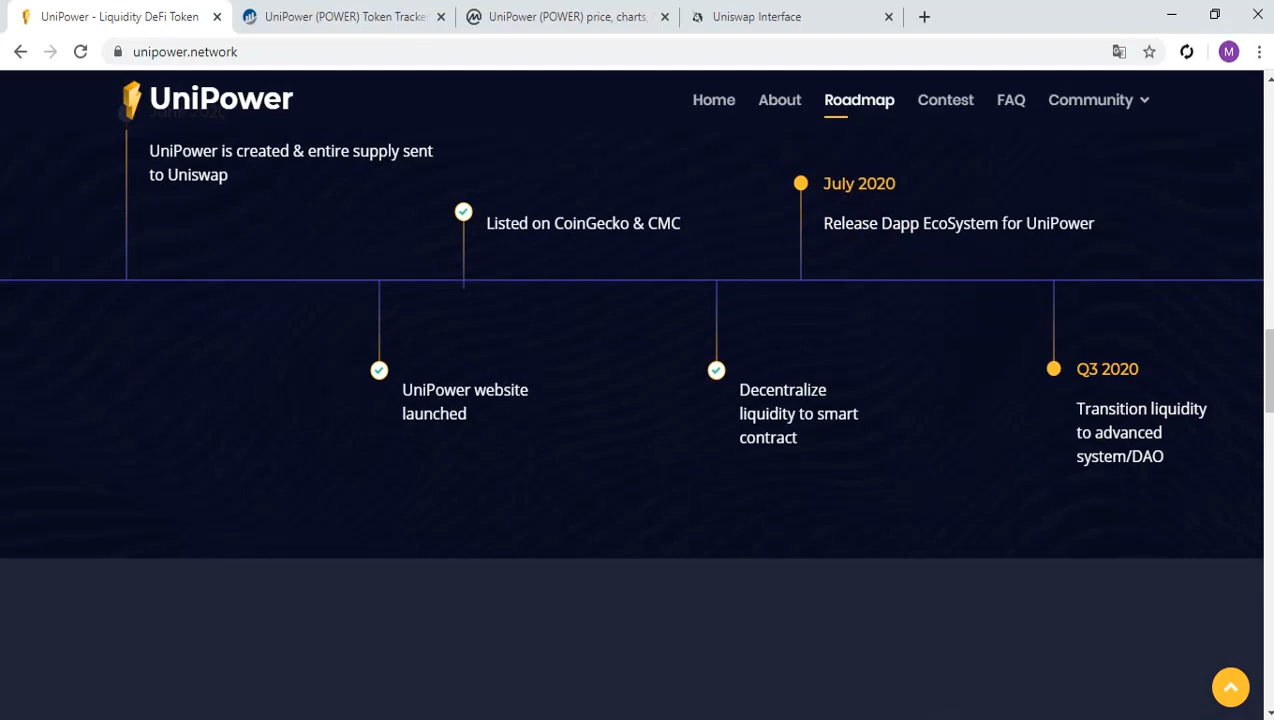 UniPower - Liquidity DeFi Token
UniPower (POWER) Token Tracke
UniPower (POWER) price, charts,
Uniswap Interface
unipower.network
M
UniPower
Home
About
Roadmap
Contest
FAQ
Community
June 2020
UniPower is created & entire supply sent
to Uniswap
July 2020
Listed on CoinGecko & CMC
Release Dapp EcoSystem for UniPower
UniPower website
launched
Decentralize
liquidity to smart
contract
Q3 2020
Transition liquidity
to advanced
system/DAO